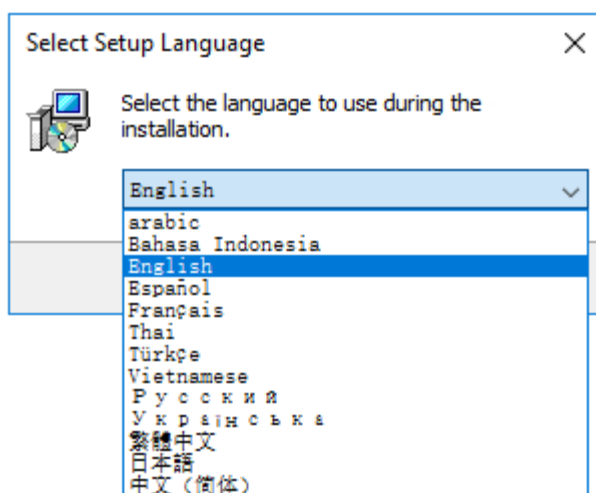 Select Setup Language
Select the language to use during the
installation.
English
arabic
Bahasa Indonesia
English
Español
Français
Thai
Türkçe
Vietnamese
Русский
Українська
繁體中文
日本語
中文（简体）